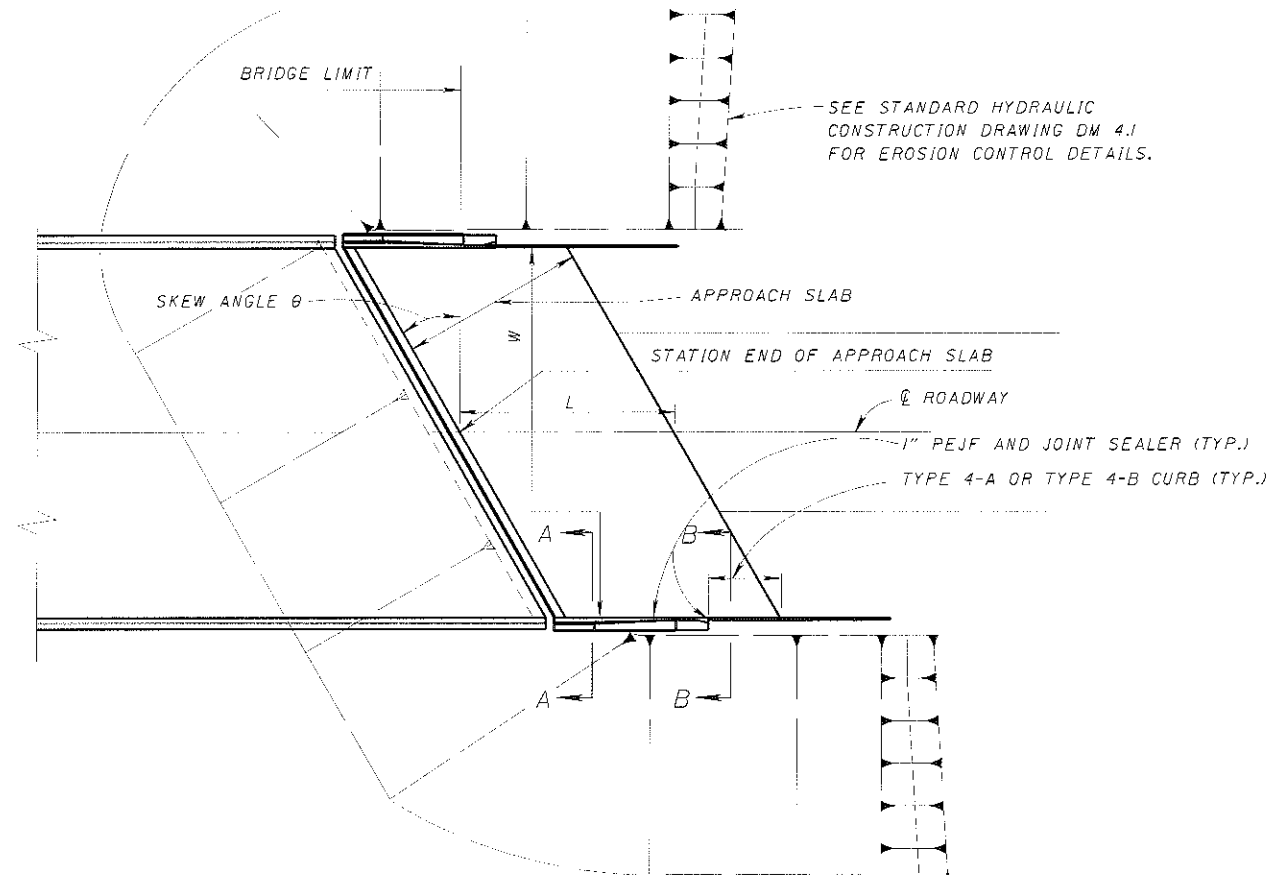 BRIDGE LIMIT
SEE STANDARD HYDRAULIC
CONSTRUCTION DRAWING DM 4.1
FOR EROSION CONTROL DETAILS.
SKEW ANGLE θ
APPROACH SLAB
W
STATION END OF APPROACH SLAB
L
℄ ROADWAY
1" PEJF AND JOINT SEALER (TYP.)
TYPE 4-A OR TYPE 4-B CURB (TYP.)
A
B
A
B